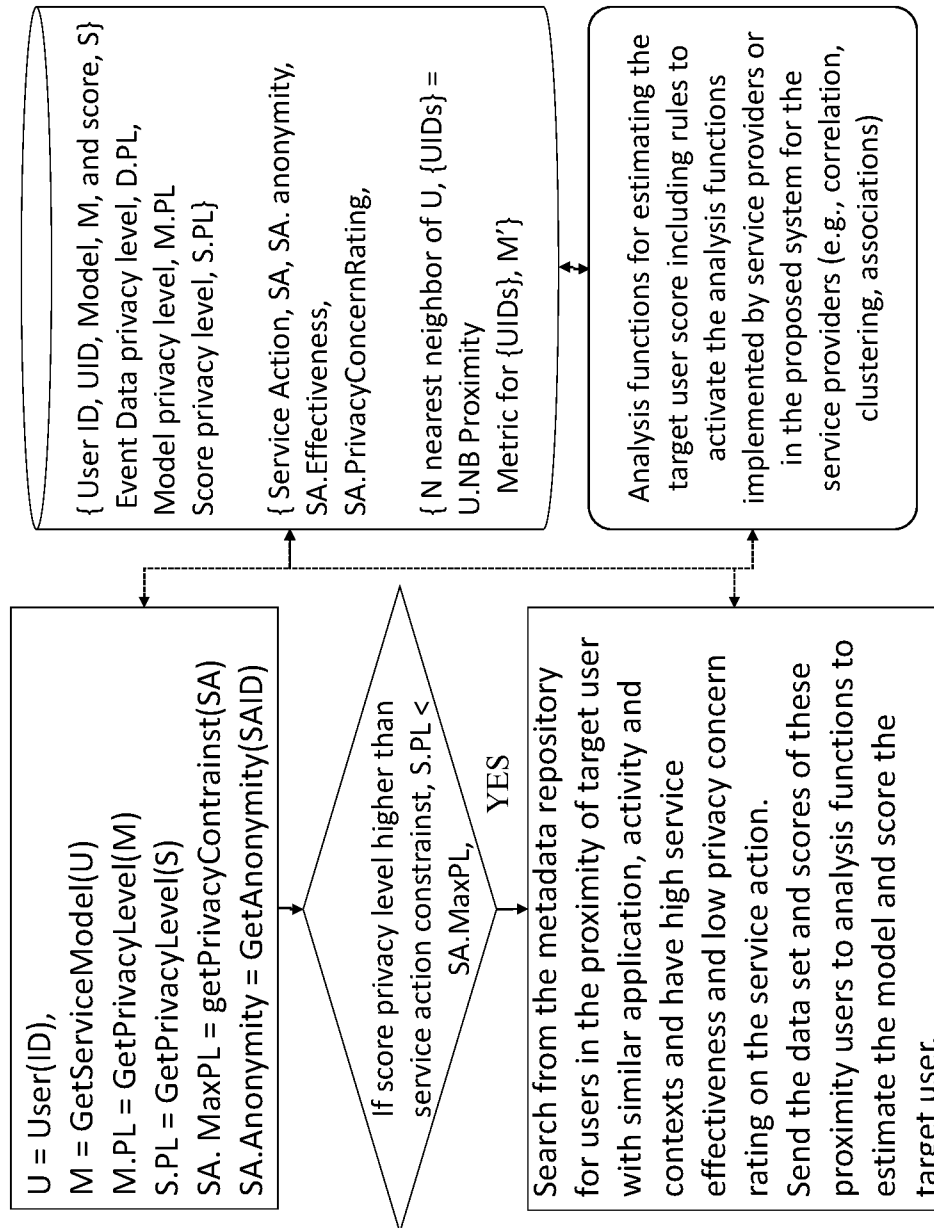 U = User(ID),
M = GetServiceModel(U)
M.PL = GetPrivacyLevel(M)
S.PL = GetPrivacyLevel(S)
SA. MaxPL = getPrivacyContrainst(SA)
SA.Anonymity = GetAnonymity(SAID)
If score privacy level higher than
service action constrainst, S.PL <
SA.MaxPL,
YES
Search from the metadata repository
for users in the proximity of target user
with similar application, activity and
contexts and have high service
effectiveness and low privacy concern
rating on the service action.
Send the data set and scores of these
proximity users to analysis functions to
estimate the model and score the
target user.
{ User ID, UID, Model, M, and score, S}
Event Data privacy level, D.PL,
Model privacy level, M.PL
Score privacy level, S.PL}
{ Service Action, SA, SA. anonymity,
SA.Effectiveness,
SA.PrivacyConcernRating,
{ N nearest neighbor of U, {UIDs} =
U.NB Proximity
Metric for {UIDs}, M'}
Analysis functions for estimating the
target user score including rules to
activate the analysis functions
implemented by service providers or
in the proposed system for the
service providers (e.g., correlation,
clustering, associations)